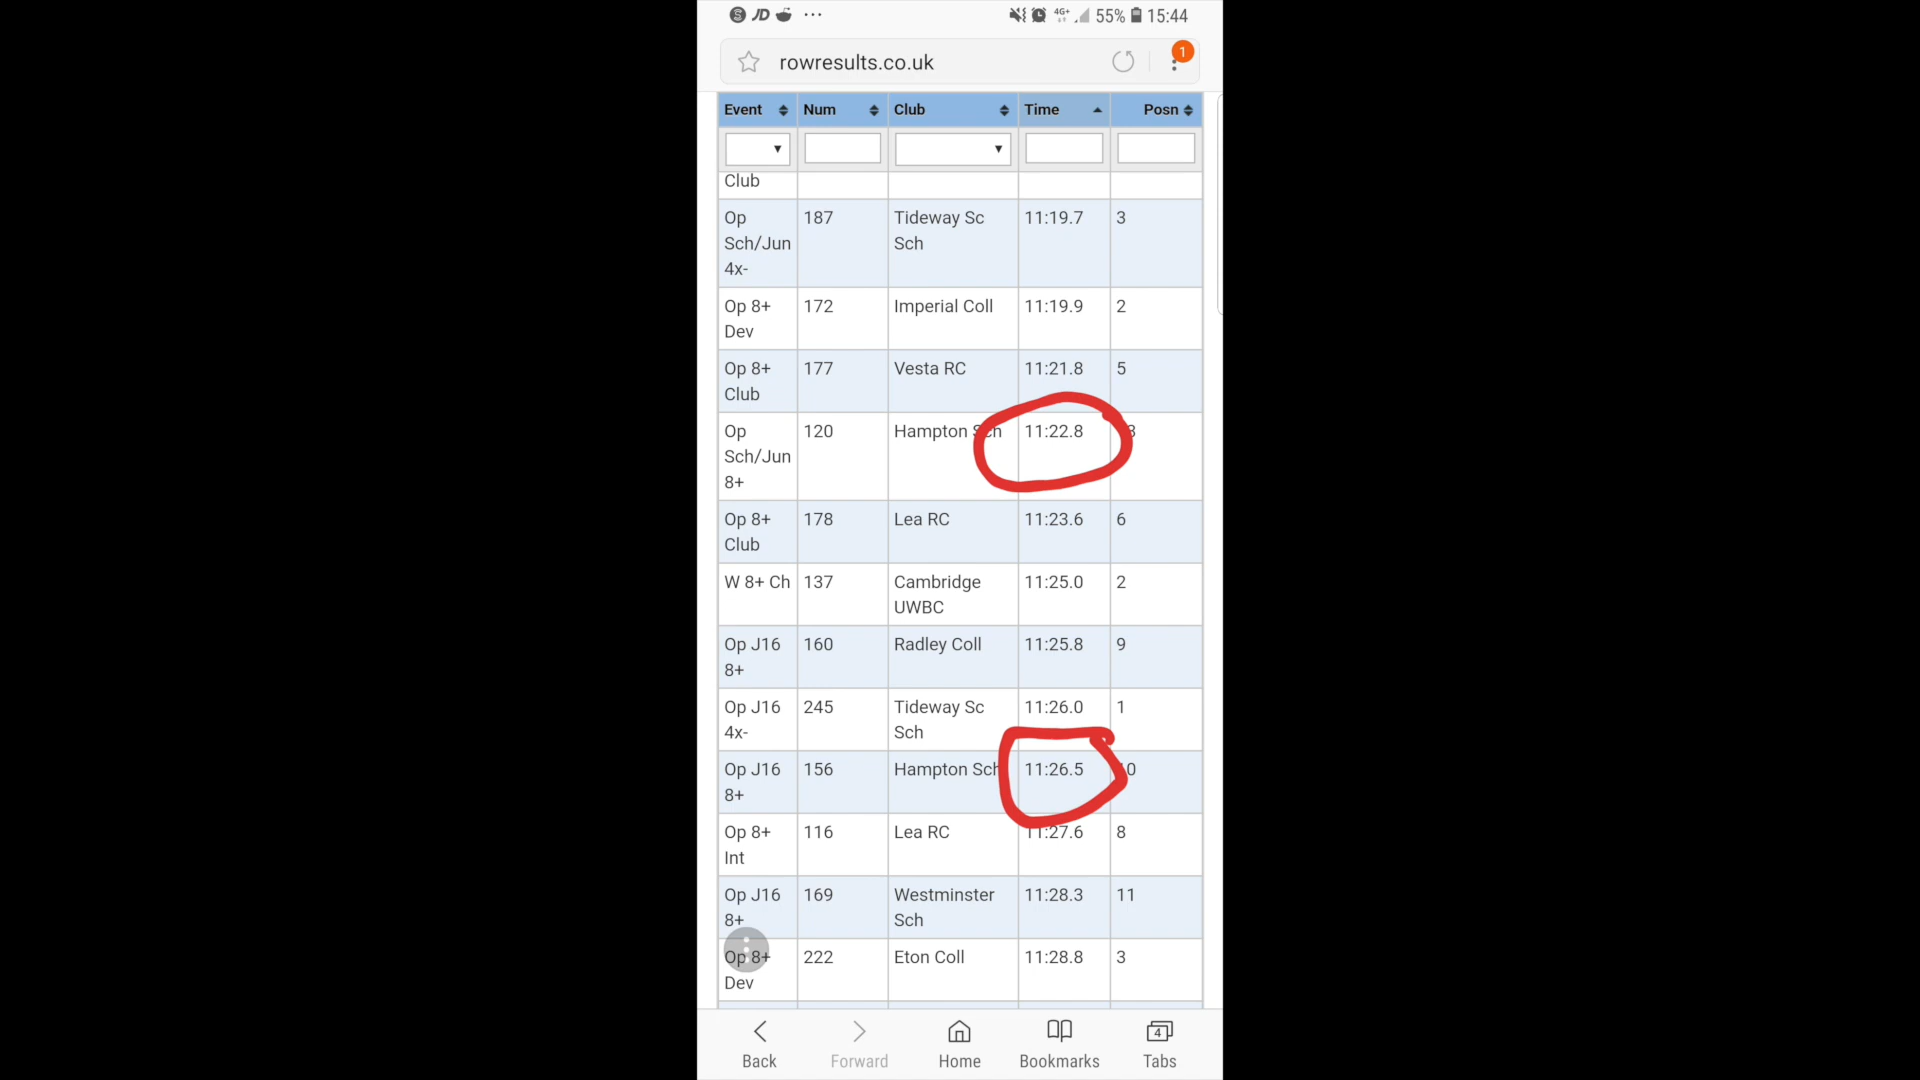 JD ... 4G+ 55% 15:44
rowresults.co.uk 1
Event Num Club Time Posn
Club
Op 187 Tideway Sc 11:19.7 3
Sch/Jun Sch
4x-
Op 8+ 172 Imperial Coll 11:19.9 2
Dev
Op 8+ 177 Vesta RC 11:21.8 5
Club
Op 120 Hampton Sch 11:22.8
Sch/Jun
8+
Op 8+ 178 Lea RC 11:23.6 6
Club
W 8+ Ch 137 Cambridge 11:25.0 2
UWBC
Op J16 160 Radley Coll 11:25.8 9
8+
Op J16 245 Tideway Sc 11:26.0 1
4x- Sch
Op J16 156 Hampton Sch 11:26.5
8+
Op 8+ 116 Lea RC 11:27.6 8
Int
Op J16 169 Westminster 11:28.3 11
8+ Sch
Op 8+ 222 Eton Coll 11:28.8 3
Dev
4
Back Forward Home Bookmarks Tabs